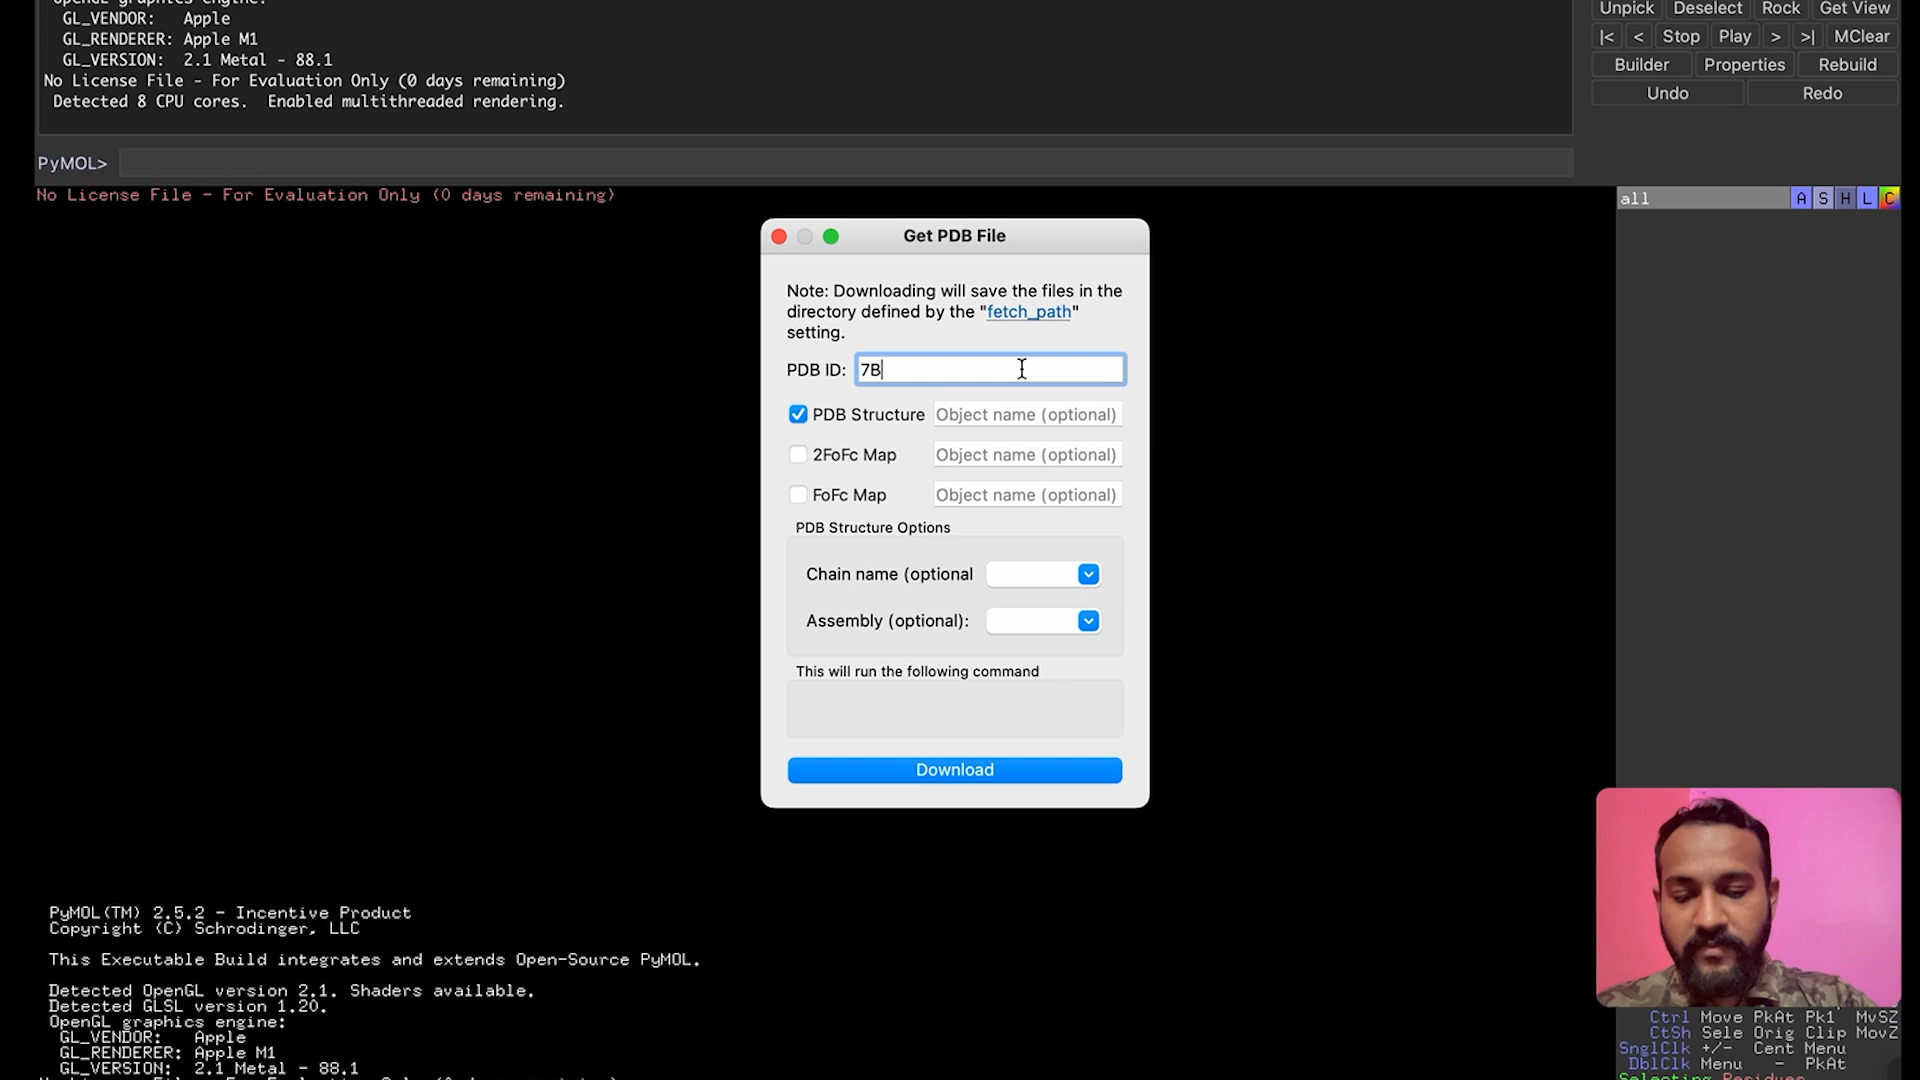 OpenGL graphics engine:
GL_VENDOR: Apple
GL_RENDERER: Apple M1
GL_VERSION: 2.1 Metal - 88.1
No License File - For Evaluation Only (0 days remaining)
Detected 8 CPU cores. Enabled multithreaded rendering.
Unpick Deselect Rock Get View
|< < Stop Play > >| MClear
Builder Properties Rebuild
Undo Redo
PyMOL>
No License File - For Evaluation Only (0 days remaining)
all A S H L C
Get PDB File
Note: Downloading will save the files in the
directory defined by the "fetch_path"
setting.
PDB ID: 7B
PDB Structure Object name (optional)
2FoFc Map Object name (optional)
FoFc Map Object name (optional)
PDB Structure Options
Chain name (optional
Assembly (optional):
This will run the following command
Download
PyMOL(TM) 2.5.2 - Incentive Product
Copyright (C) Schrodinger, LLC
This Executable Build integrates and extends Open-Source PyMOL.
Detected OpenGL version 2.1. Shaders available.
Detected GLSL version 1.20.
OpenGL graphics engine:
GL_VENDOR: Apple
GL_RENDERER: Apple M1
GL_VERSION: 2.1 Metal - 88.1
Ctrl Move PkAt Pk1 MvSZ
CtSh Sele Orig Clip MovZ
SnglClk +/- Cent Menu
DblClk Menu - PkAt
Selecting Residues